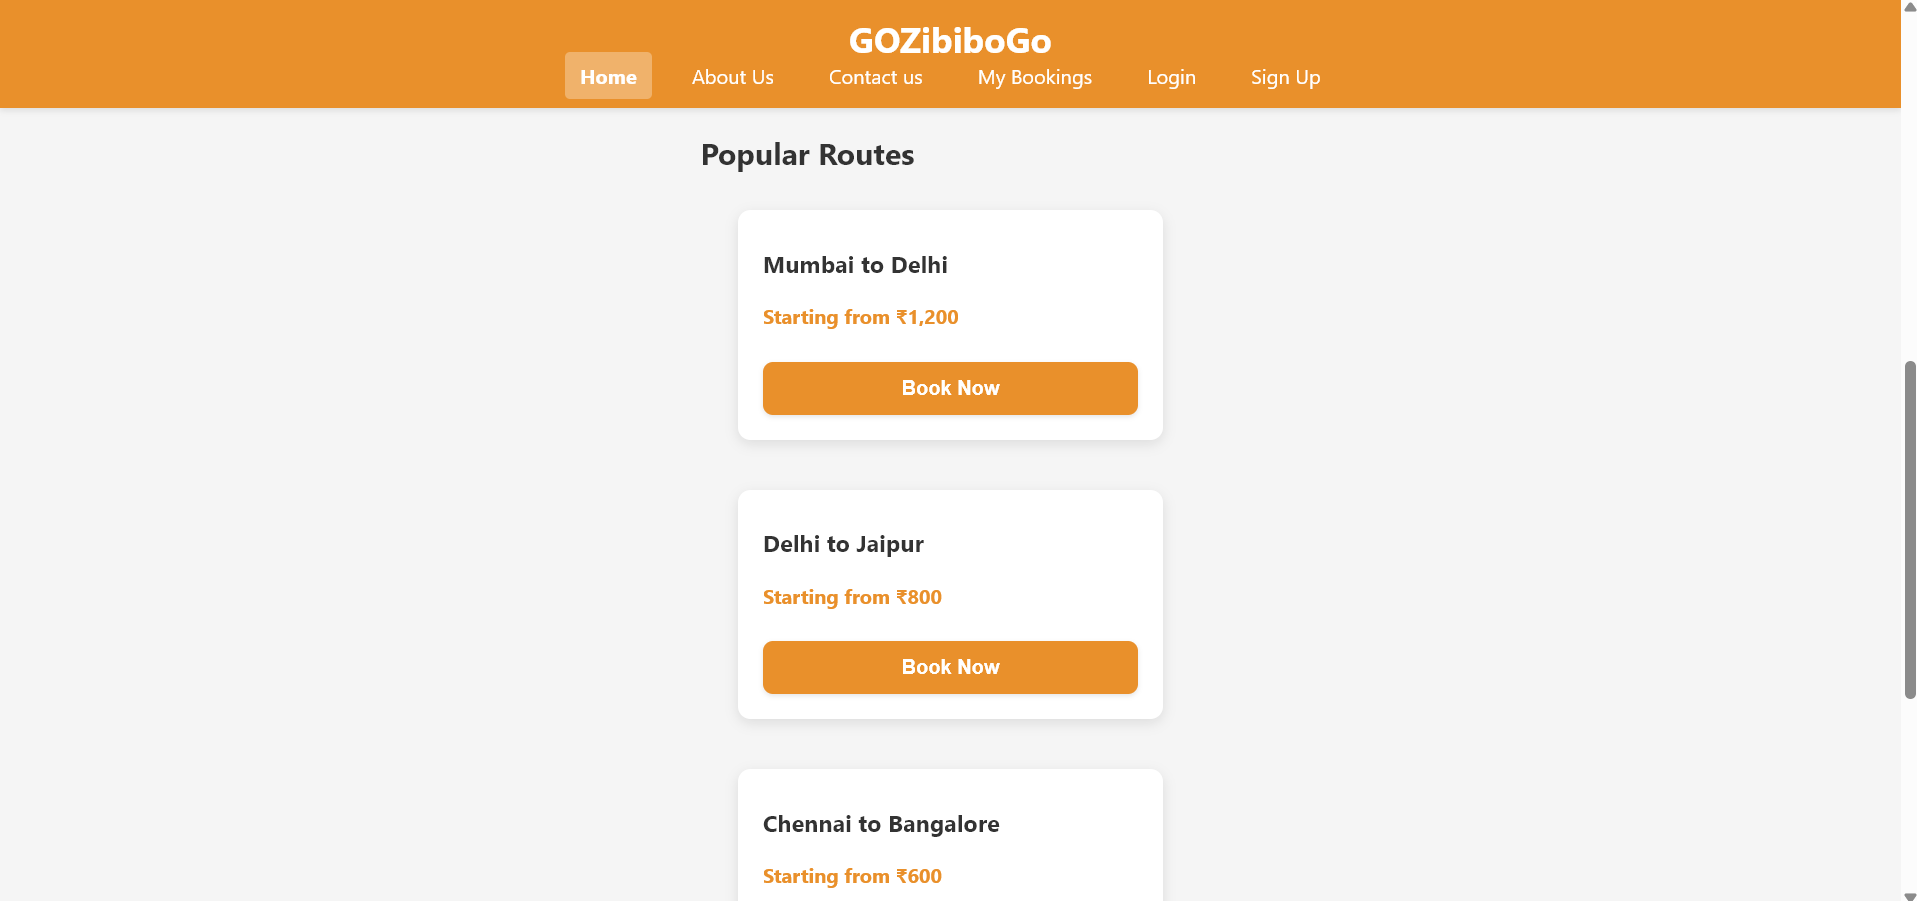 GOZibiboGo
Home About Us Contact us My Bookings Login Sign Up
Popular Routes
Mumbai to Delhi
Starting from ₹1,200
Book Now
Delhi to Jaipur
Starting from ₹800
Book Now
Chennai to Bangalore
Starting from ₹600